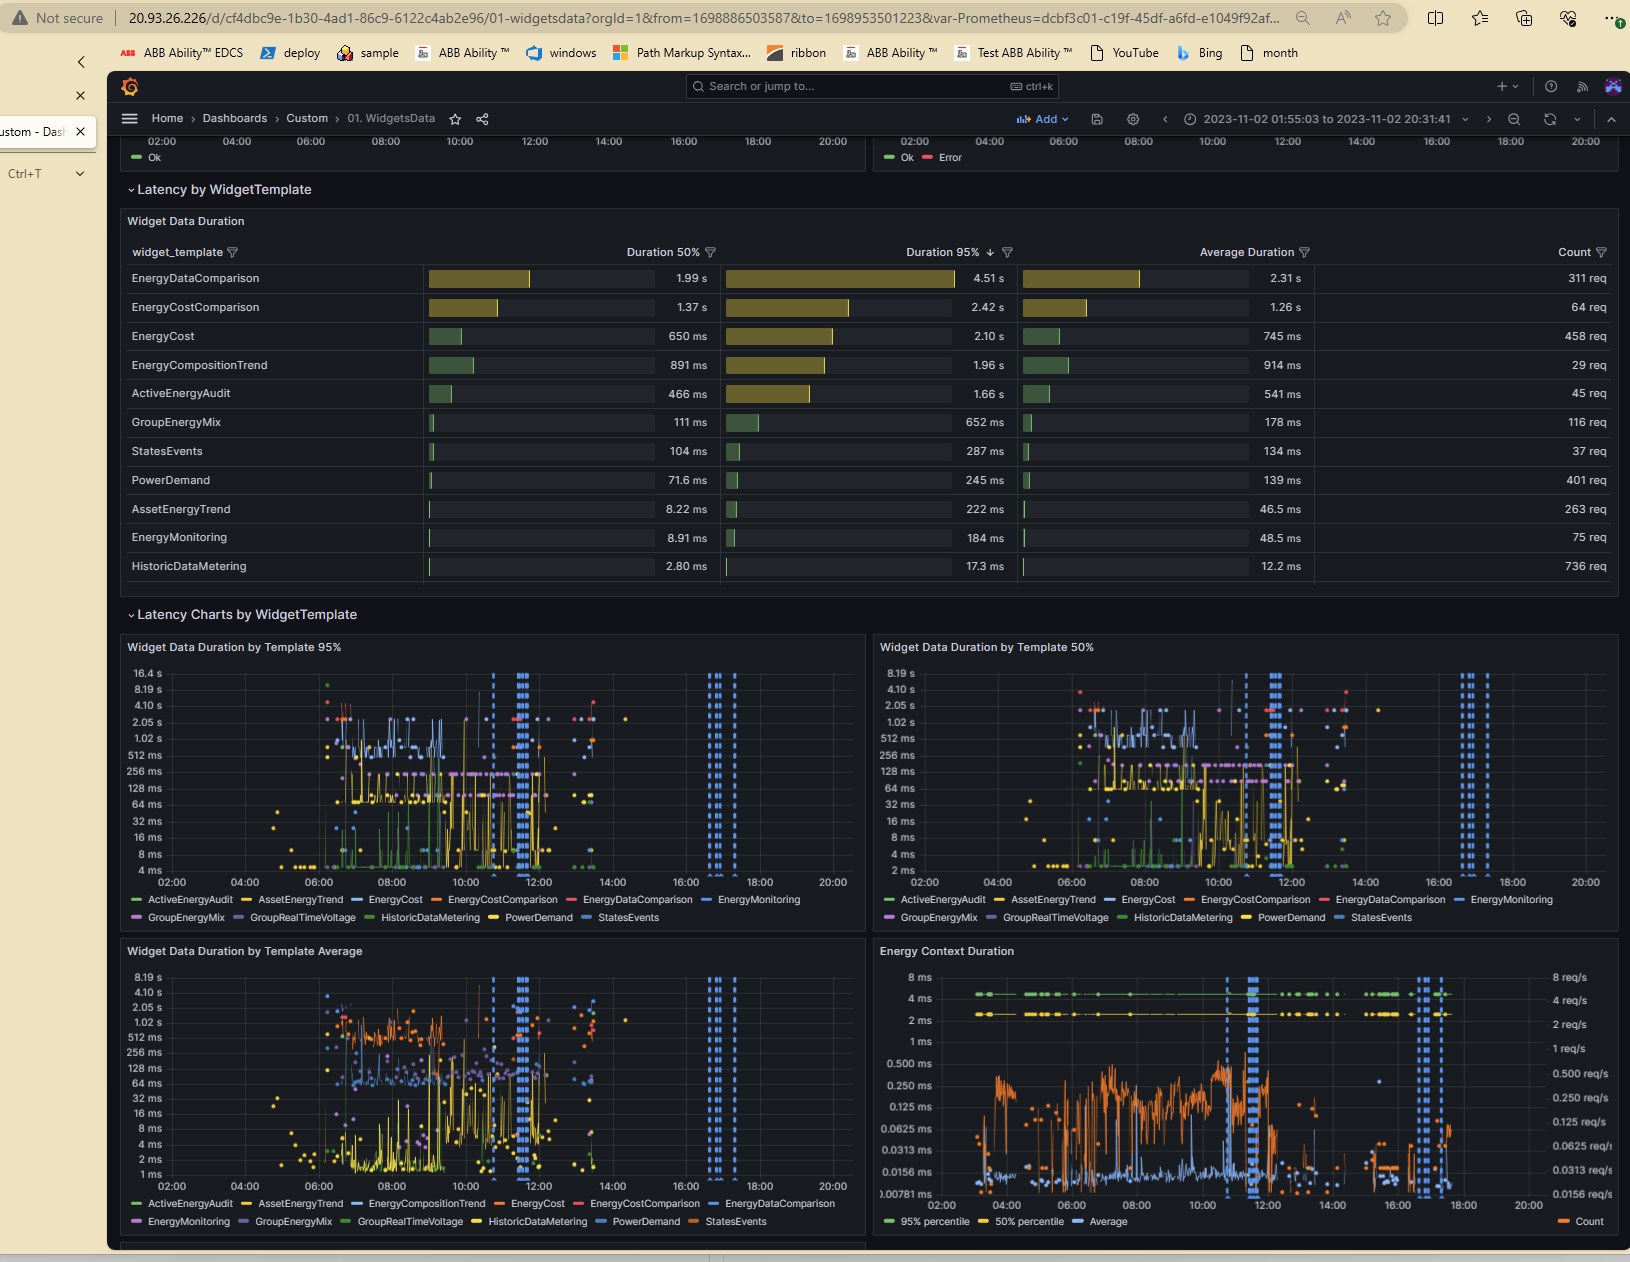 Not secure
20.93.26.226/d/cf4dbc9e-1b30-4ad1-86c9-6122c4ab2e96/01-widgetsdata?orgId=1&from=1698886503587&to=1698953501223&var-Prometheus=dcbf3c01-c19f-45df-a6fd-e1049f92af...
ABB Ability™ EDCS deploy sample ABB Ability ™ windows Path Markup Syntax... ribbon ABB Ability ™ Test ABB Ability ™ YouTube Bing month
Search or jump to... ctrl+k
Home › Dashboards › Custom › 01. WidgetsData Add 2023-11-02 01:55:03 to 2023-11-02 20:31:41
ustom - Das
Ctrl+T
02:00 04:00 06:00 08:00 10:00 12:00 14:00 16:00 18:00 20:00
Ok
02:00 04:00 06:00 08:00 10:00 12:00 14:00 16:00 18:00 20:00
Ok Error
Latency by WidgetTemplate
Widget Data Duration
widget_template Duration 50% Duration 95% Average Duration Count
EnergyDataComparison 1.99 s 4.51 s 2.31 s 311 req
EnergyCostComparison 1.37 s 2.42 s 1.26 s 64 req
EnergyCost 650 ms 2.10 s 745 ms 458 req
EnergyCompositionTrend 891 ms 1.96 s 914 ms 29 req
ActiveEnergyAudit 466 ms 1.66 s 541 ms 45 req
GroupEnergyMix 111 ms 652 ms 178 ms 116 req
StatesEvents 104 ms 287 ms 134 ms 37 req
PowerDemand 71.6 ms 245 ms 139 ms 401 req
AssetEnergyTrend 8.22 ms 222 ms 46.5 ms 263 req
EnergyMonitoring 8.91 ms 184 ms 48.5 ms 75 req
HistoricDataMetering 2.80 ms 17.3 ms 12.2 ms 736 req
Latency Charts by WidgetTemplate
Widget Data Duration by Template 95%
16.4 s
8.19 s
4.10 s
2.05 s
1.02 s
512 ms
256 ms
128 ms
64 ms
32 ms
16 ms
8 ms
4 ms
02:00 04:00 06:00 08:00 10:00 12:00 14:00 16:00 18:00 20:00
ActiveEnergyAudit AssetEnergyTrend EnergyCost EnergyCostComparison EnergyDataComparison EnergyMonitoring
GroupEnergyMix GroupRealTimeVoltage HistoricDataMetering PowerDemand StatesEvents
Widget Data Duration by Template 50%
8.19 s
4.10 s
2.05 s
1.02 s
512 ms
256 ms
128 ms
64 ms
32 ms
16 ms
8 ms
4 ms
2 ms
02:00 04:00 06:00 08:00 10:00 12:00 14:00 16:00 18:00 20:00
ActiveEnergyAudit AssetEnergyTrend EnergyCost EnergyCostComparison EnergyDataComparison EnergyMonitoring
GroupEnergyMix GroupRealTimeVoltage HistoricDataMetering PowerDemand StatesEvents
Widget Data Duration by Template Average
8.19 s
4.10 s
2.05 s
1.02 s
512 ms
256 ms
128 ms
64 ms
32 ms
16 ms
8 ms
4 ms
2 ms
1 ms
02:00 04:00 06:00 08:00 10:00 12:00 14:00 16:00 18:00 20:00
ActiveEnergyAudit AssetEnergyTrend EnergyCompositionTrend EnergyCost EnergyCostComparison EnergyDataComparison
EnergyMonitoring GroupEnergyMix GroupRealTimeVoltage HistoricDataMetering PowerDemand StatesEvents
Energy Context Duration
8 ms
4 ms
2 ms
1 ms
0.500 ms
0.250 ms
0.125 ms
0.0625 ms
0.0313 ms
0.0156 ms
0.00781 ms
8 req/s
4 req/s
2 req/s
1 req/s
0.500 req/s
0.250 req/s
0.125 req/s
0.0625 req/s
0.0313 req/s
0.0156 req/s
02:00 04:00 06:00 08:00 10:00 12:00 14:00 16:00 18:00 20:00
95% percentile 50% percentile Average Count